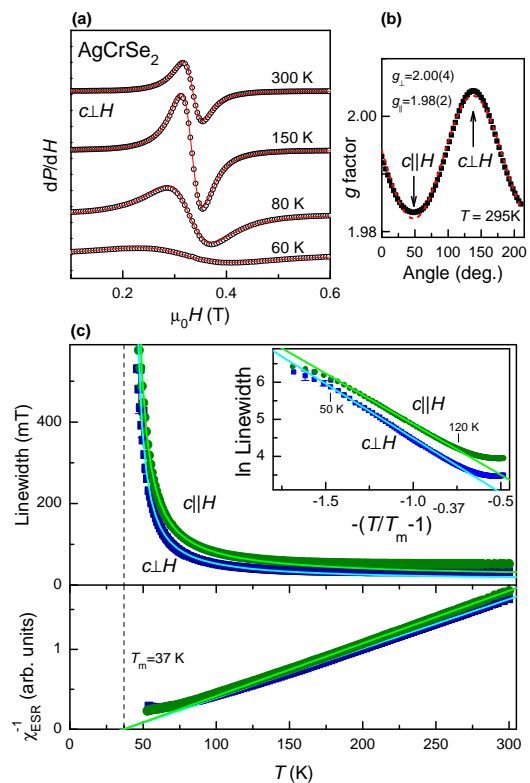 (a)
AgCrSe2
c⊥H
300 K
150 K
80 K
60 K
dP/dH
0.2
0.4
0.6
μ0H (T)
(b)
g⊥=2.00(4)
g||=1.98(2)
2.00
1.98
g factor
c||H
c⊥H
T = 295K
0
50
100
150
200
Angle (deg.)
(c)
Linewidth (mT)
400
200
0
c||H
c⊥H
ln Linewidth
6
5
4
50 K
c||H
120 K
c⊥H
-1.5
-1.0
-0.5
-(T/Tm-1)^-0.37
χ^-1 ESR (arb. units)
1
0
Tm=37 K
0
50
100
150
200
250
300
T (K)